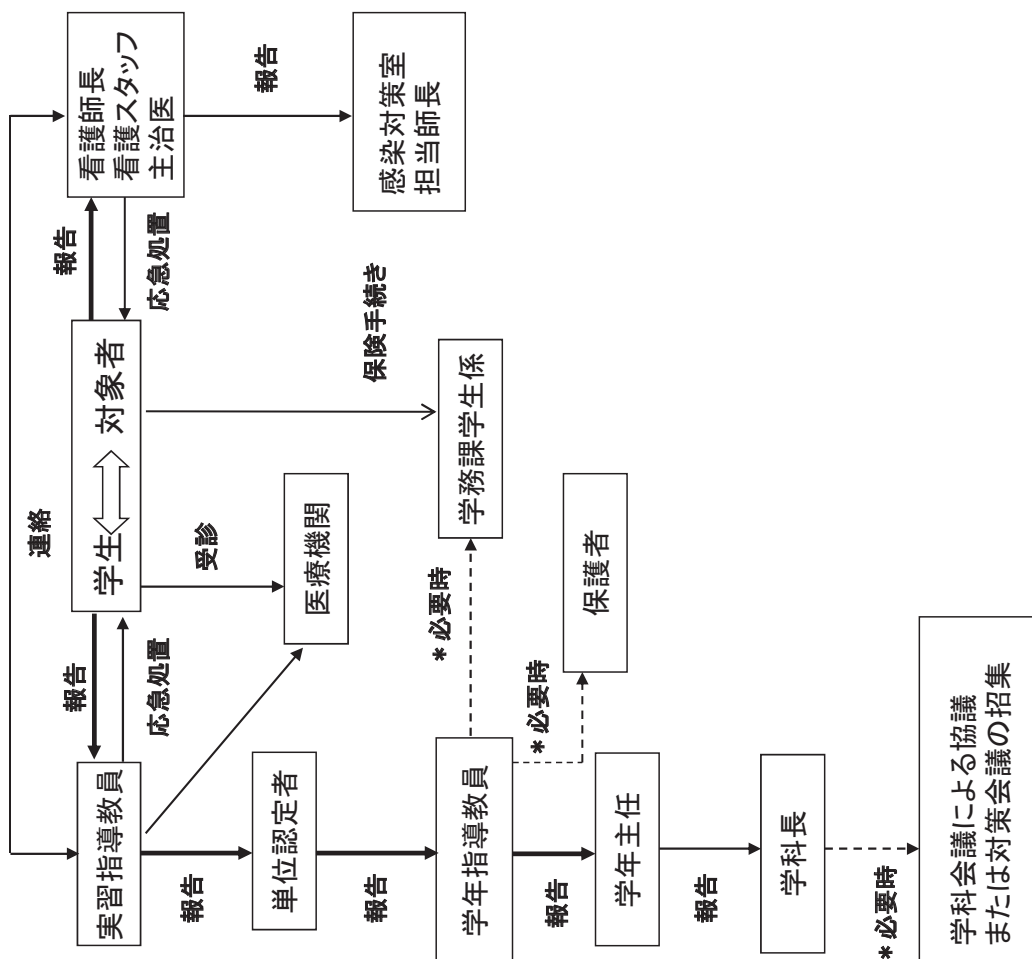 連絡
実習指導教員
報告
応急処置
学生
対象者
報告
応急処置
看護師長
看護スタッフ
主治医
報告
受診
報告
単位認定者
医療機関
保険手続き
感染対策室
担当師長
報告
学年指導教員
*必要時
学務課学生係
報告
*必要時
保護者
学年主任
報告
学科長
*必要時
学科会議による協議
または対策会議の招集